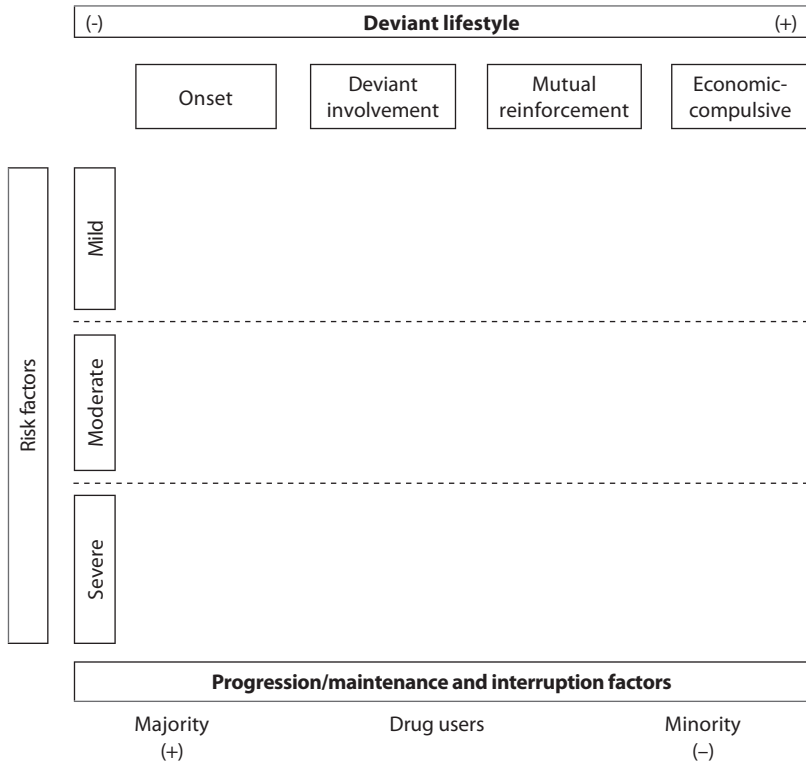 (-) Deviant lifestyle (+)
Onset
Deviant
involvement
Mutual
reinforcement
Economic-
compulsive
Risk factors
Mild
Moderate
Severe
Progression/maintenance and interruption factors
Majority Drug users Minority
(+) (–)